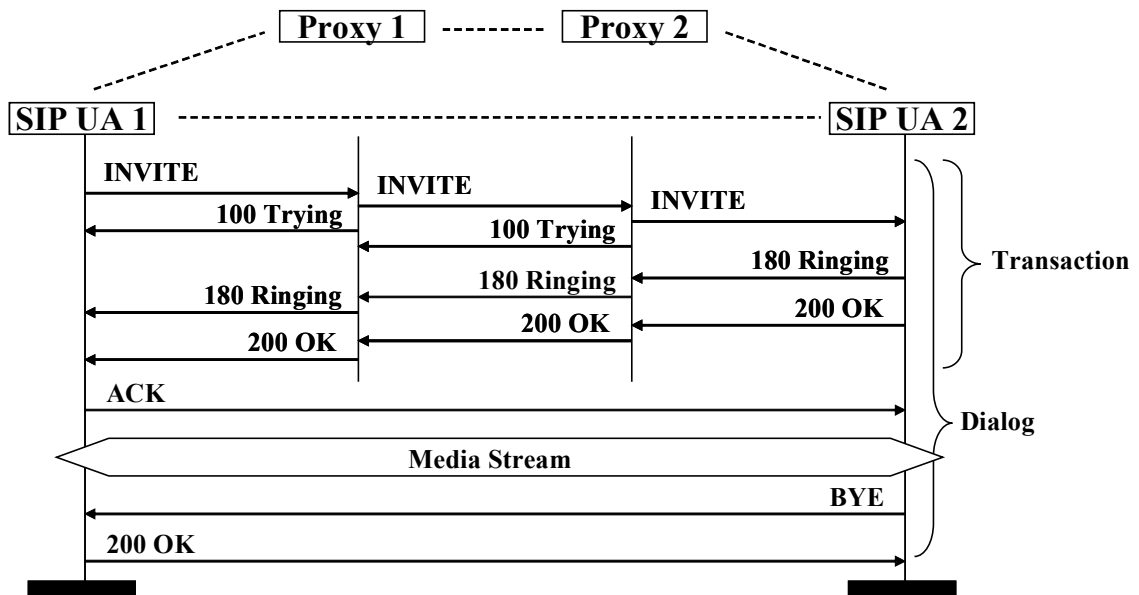 Proxy 1
Proxy 2
SIP UA 1
SIP UA 2
INVITE
INVITE
INVITE
100 Trying
100 Trying
180 Ringing
Transaction
180 Ringing
180 Ringing
200 OK
200 OK
200 OK
ACK
Dialog
Media Stream
BYE
200 OK